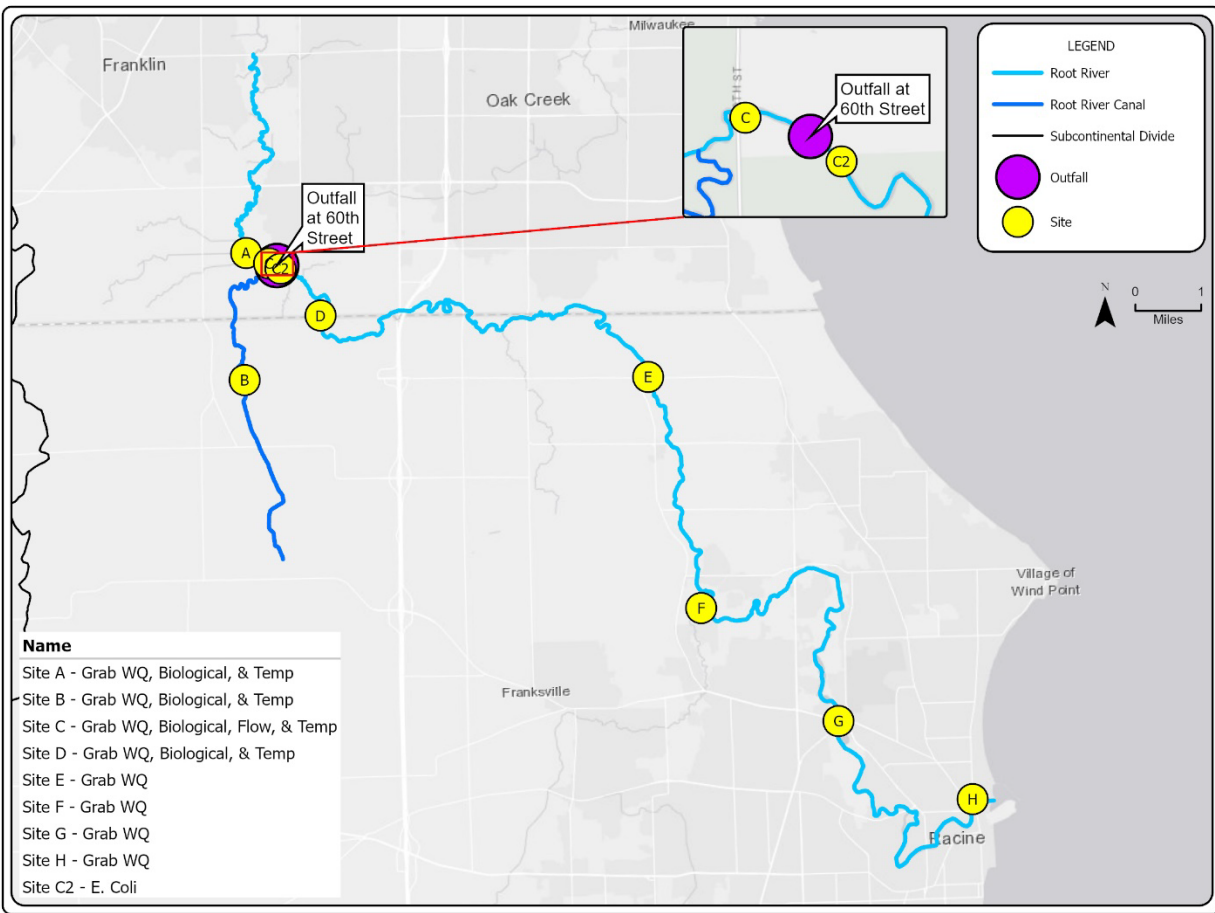 Milwaukee
Franklin
Oak Creek
Outfall at
60th Street
C
C2
LEGEND
Root River
Root River Canal
Subcontinental Divide
Outfall
Site
N
0 1
Miles
Outfall
at 60th
Street
A
C
C2
D
B
E
F
G
H
Village of
Wind Point
Franksville
Racine
Name
Site A - Grab WQ, Biological, & Temp
Site B - Grab WQ, Biological, & Temp
Site C - Grab WQ, Biological, Flow, & Temp
Site D - Grab WQ, Biological, & Temp
Site E - Grab WQ
Site F - Grab WQ
Site G - Grab WQ
Site H - Grab WQ
Site C2 - E. Coli